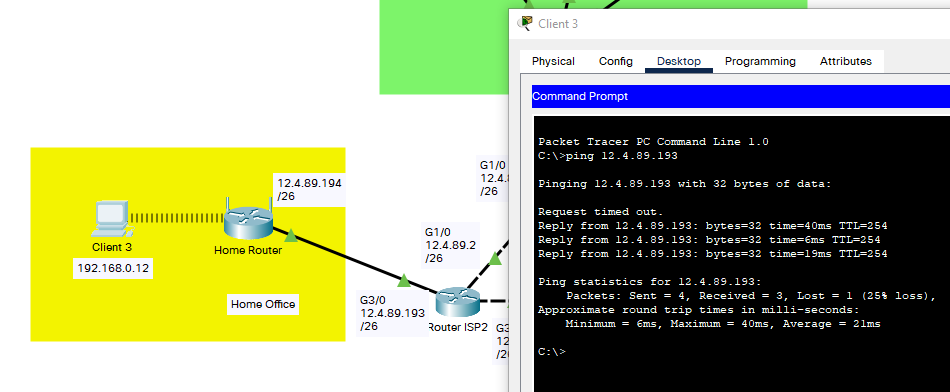 Client 3
Physical
Config
Desktop
Programming
Attributes
Command Prompt
Packet Tracer PC Command Line 1.0
C:\>ping 12.4.89.193
Pinging 12.4.89.193 with 32 bytes of data:
Request timed out.
Reply from 12.4.89.193: bytes=32 time=40ms TTL=254
Reply from 12.4.89.193: bytes=32 time=6ms TTL=254
Reply from 12.4.89.193: bytes=32 time=19ms TTL=254
Ping statistics for 12.4.89.193:
Packets: Sent = 4, Received = 3, Lost = 1 (25% loss),
Approximate round trip times in milli-seconds:
Minimum = 6ms, Maximum = 40ms, Average = 21ms
C:\>
12.4.89.194
/26
Client 3
192.168.0.12
Home Router
Home Office
G1/0
12.4.8
/26
G1/0
12.4.89.2
/26
G3/0
12.4.89.193
/26
Router ISP2
G3
12
/2